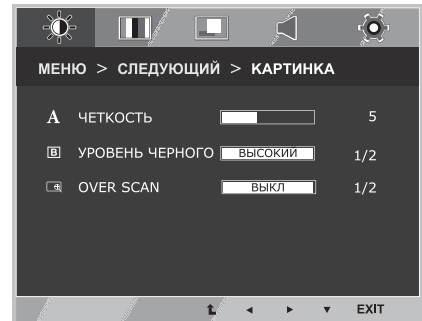 МЕНЮ > СЛЕДУЮЩИЙ > КАРТИНКА
A ЧЕТКОСТЬ 5
B УРОВЕНЬ ЧЕРНОГО ВЫСОКИЙ 1/2
OVER SCAN ВЫКЛ 1/2
EXIT